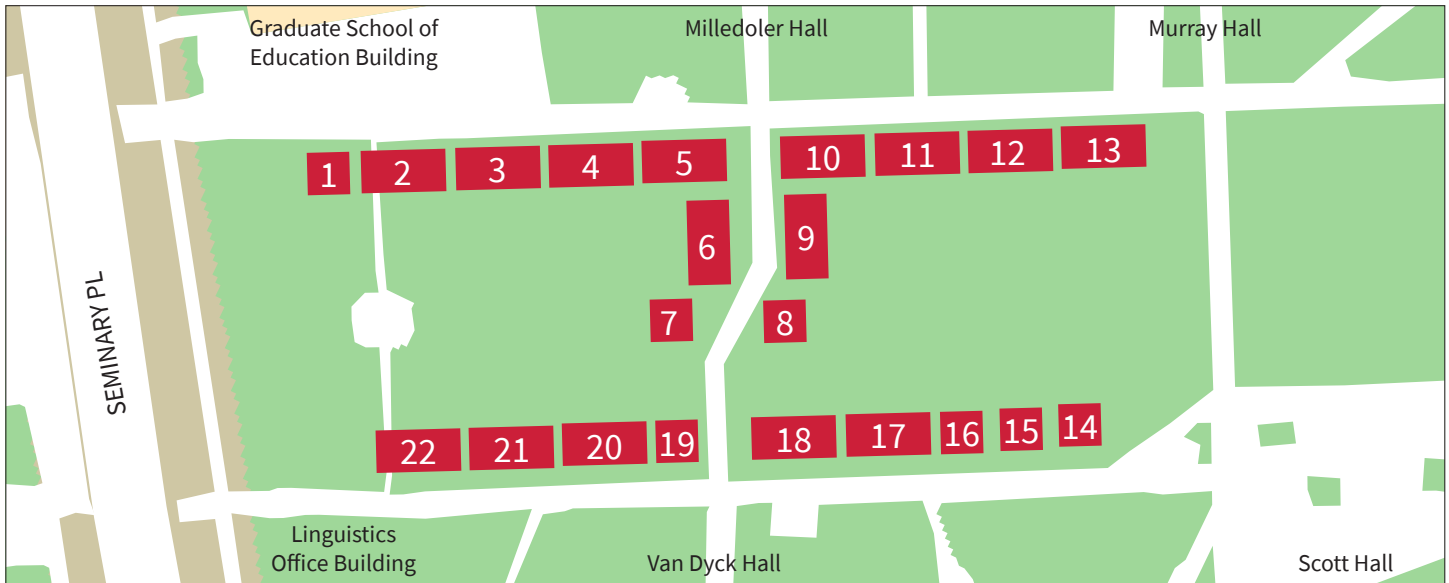 Graduate School of
Education Building
Milledoler Hall
Murray Hall
1
2
3
4
5
10
11
12
13
6
9
7
8
SEMINARY PL
22
21
20
19
18
17
16
15
14
Linguistics
Office Building
Van Dyck Hall
Scott Hall